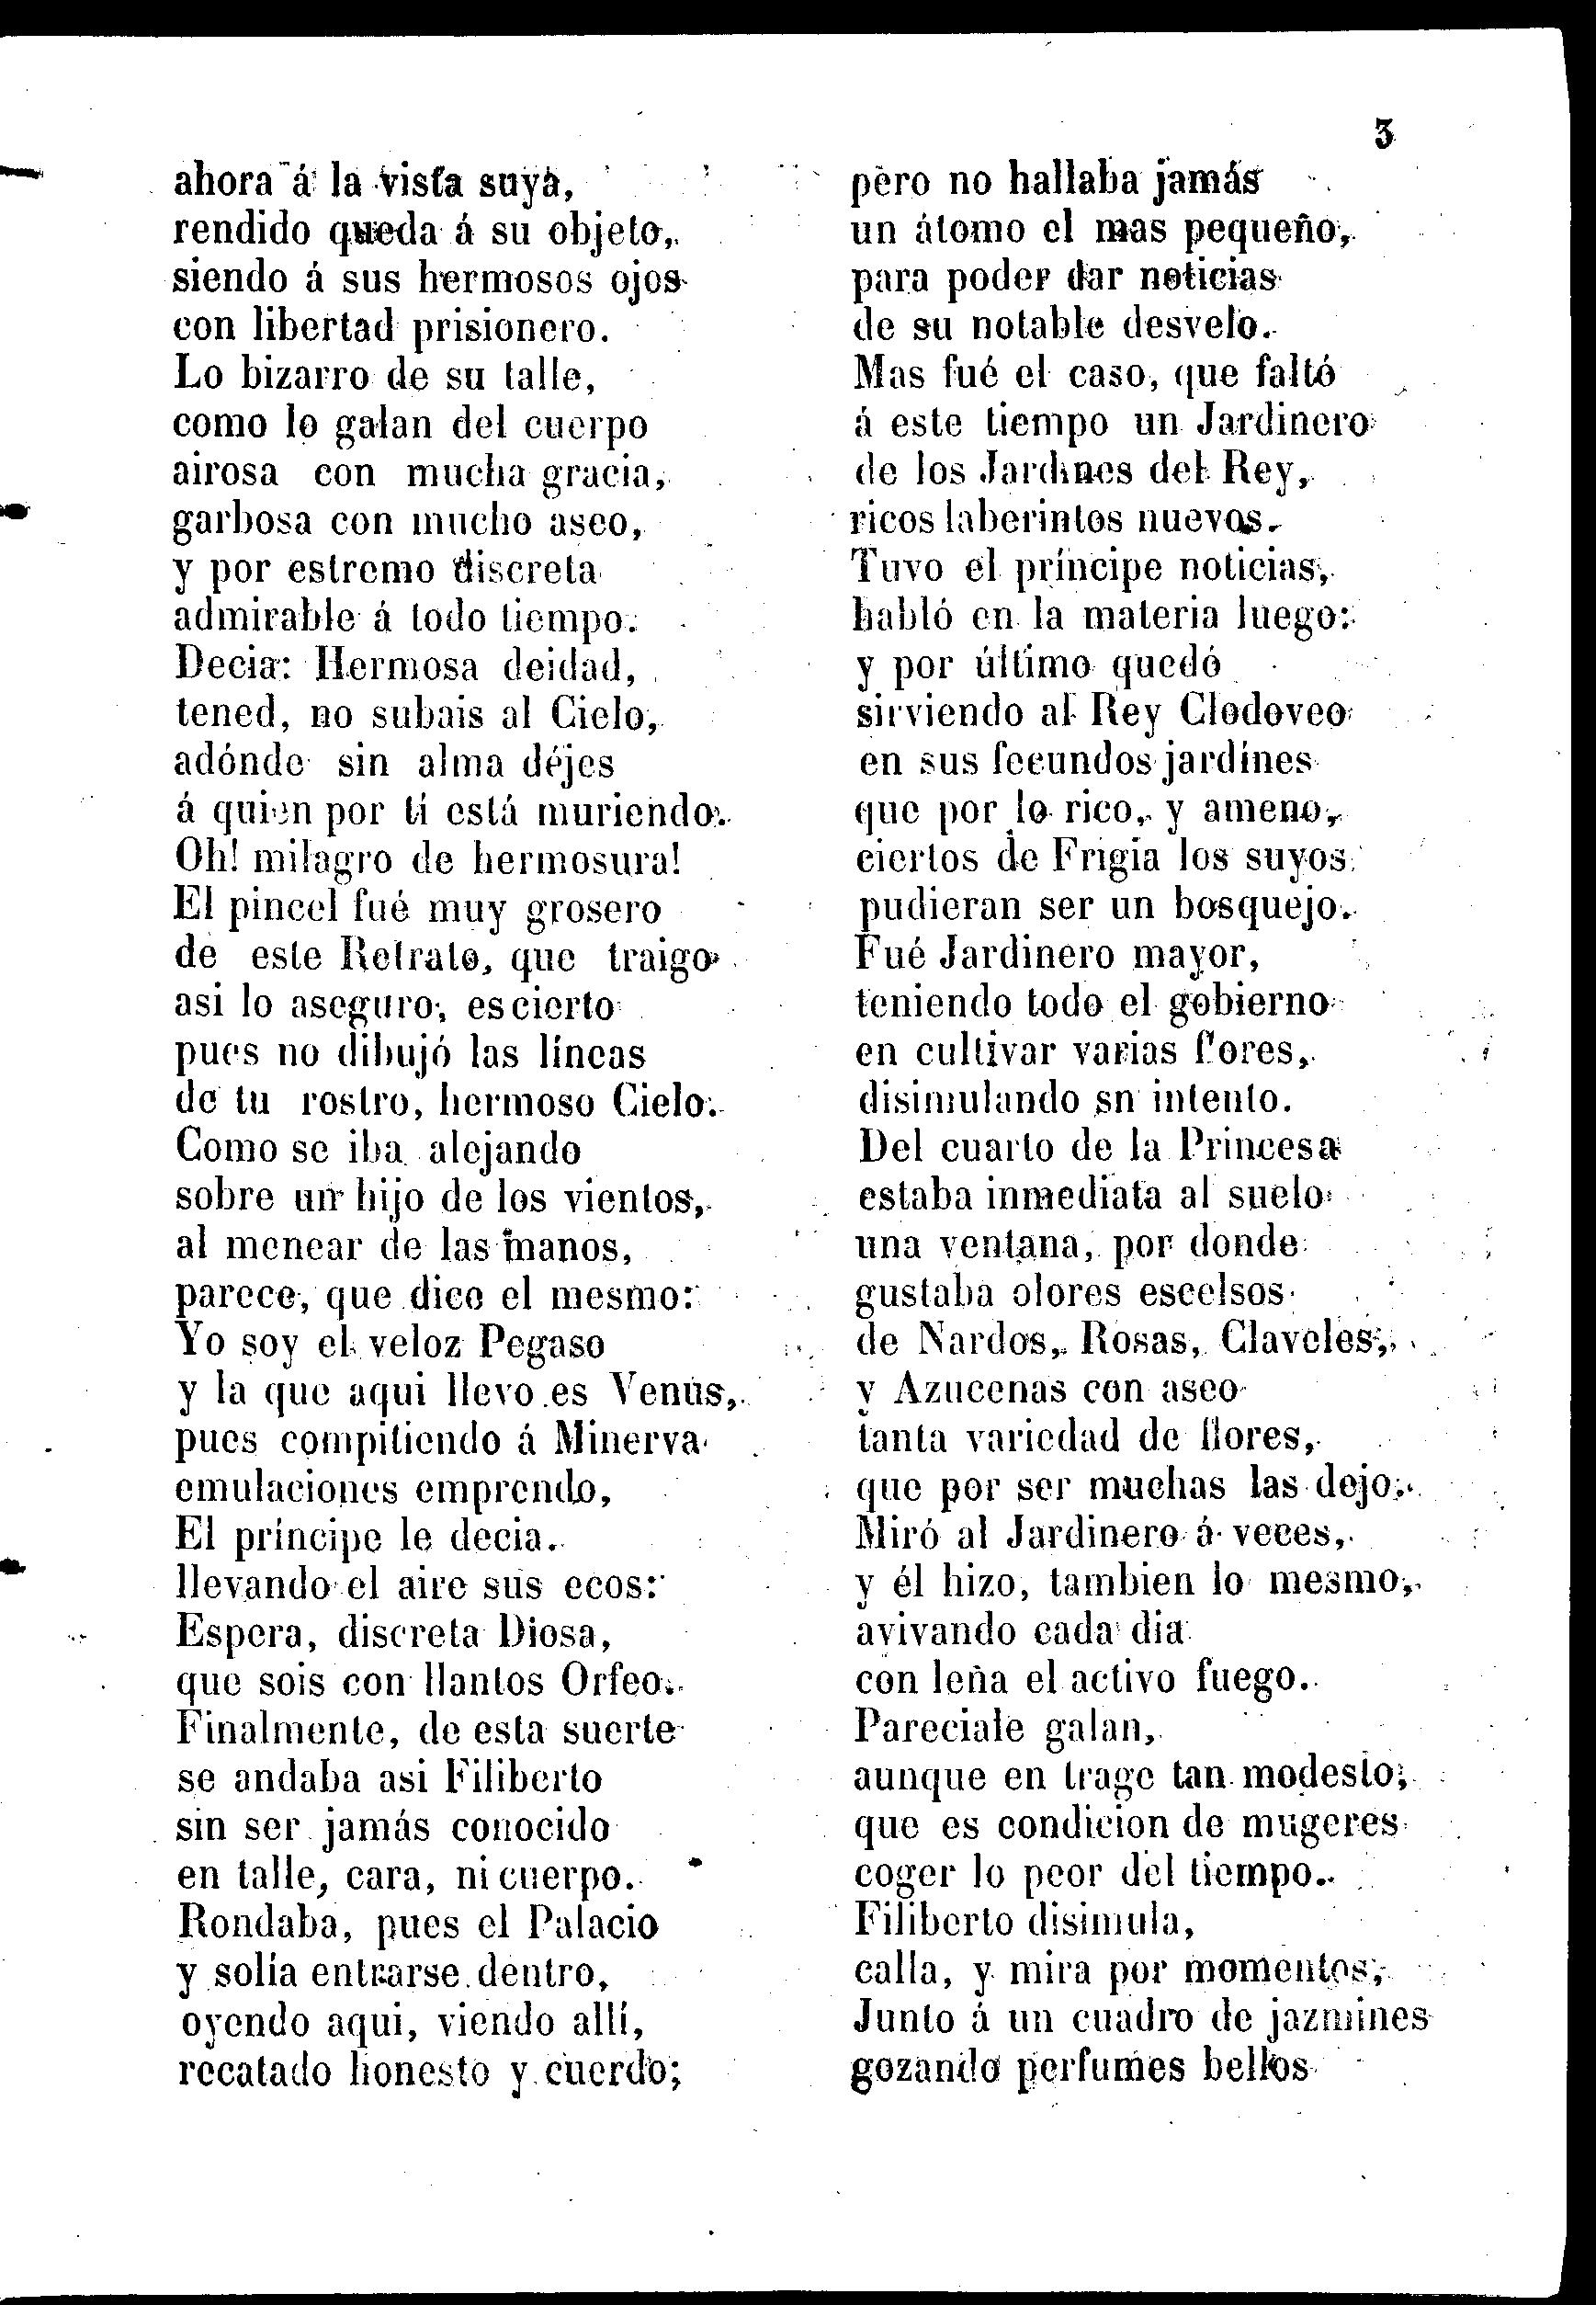 3
ahora á la vista suya,
rendido queda á su objeto,
siendo á sus hermosos ojos
con libertad prisionero.
Lo bizarro de su talle,
como lo galan del cuerpo
airosa con mucha gracia,
garbosa con mucho aseo,
y por estremo discreta
admirable á todo tiempo.
Decia: Hermosa deidad,
tened, no subais al Cielo,
adónde sin alma déjes
á quien por tí está muriendo.
Oh! milagro de hermosura!
El pincel fué muy grosero
de este Retrato, que traigo
asi lo aseguro, es cierto
pues no dibujó las líneas
de tu rostro, hermoso Cielo.
Como se iba alejando
sobre un hijo de los vientos,
al menear de las manos,
parece, que dice el mesmo:
Yo soy el veloz Pegaso
y la que aqui llevo es Venus,
pues compitiendo á Minerva
emulaciones emprendo,
El príncipe le decia.
llevando el aire sus ecos:
Espera, discreta Diosa,
que sois con llantos Orfeo.
Finalmente, de esta suerte
se andaba asi Filiberto
sin ser jamás conocido
en talle, cara, ni cuerpo.
Rondaba, pues el Palacio
y solía entrarse dentro,
oyendo aqui, viendo allí,
recatado honesto y cuerdo;
pero no hallaba jamás
un átomo el mas pequeño,
para poder dar noticias
de su notable desvelo.
Mas fué el caso, que faltó
á este tiempo un Jardinero
de los Jardines del Rey,
ricos laberintos nuevos.
Tuvo el príncipe noticias,
habló en la materia luego:
y por último quedó
sirviendo al Rey Clodoveo
en sus fecundos jardínes
que por lo rico, y ameno,
ciertos de Frigia los suyos
pudieran ser un bosquejo.
Fué Jardinero mayor,
teniendo todo el gobierno
en cultivar varias flores,
disimulando sn intento.
Del cuarto de la Princesa
estaba inmediata al suelo
una ventana, por donde
gustaba olores escelsos
de Nardos, Rosas, Claveles,
y Azucenas con aseo
tanta variedad de flores,
que por ser muchas las dejo.
Miró al Jardinero á veces,
y él hizo, tambien lo mesmo,
avivando cada dia
con leña el activo fuego.
Pareciale galan,
aunque en trage tan modesto;
que es condicion de mugeres
coger lo peor del tiempo.
Filiberto disimula,
calla, y mira por momentos,
Junto á un cuadro de jazmines
gozando perfumes bellos